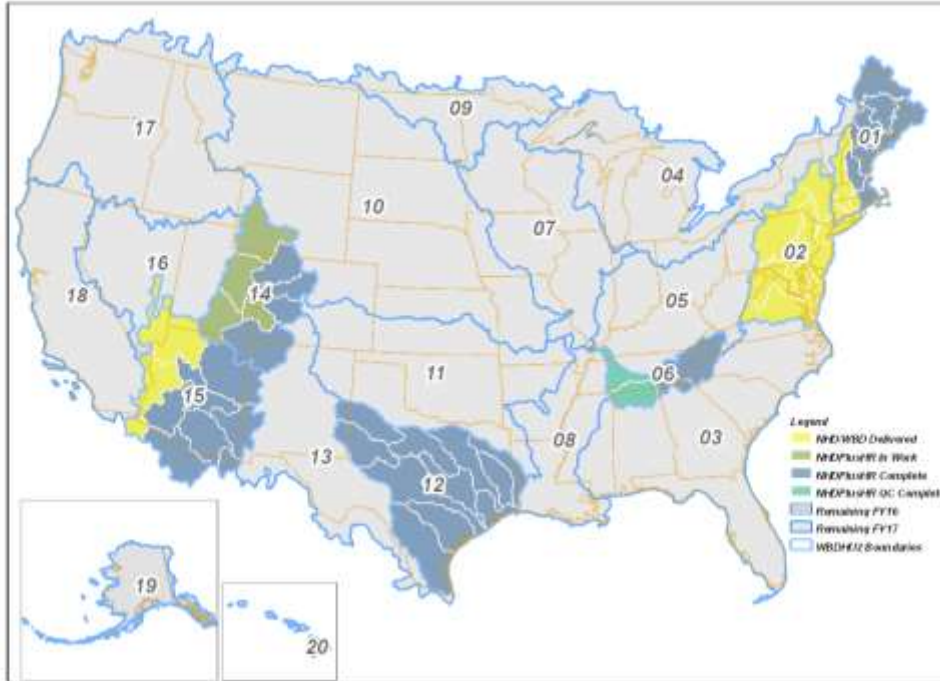 09
17
01
04
10
07
02
16
14
18
05
11
06
15
08
03
13
12
Legend
NHD/WBD Delivered
NHDPlusHR In Work
NHDPlusHR Complete
NHDPlusHR QC Complete
Remaining FY16
Remaining FY17
WBDHU2 Boundaries
19
20